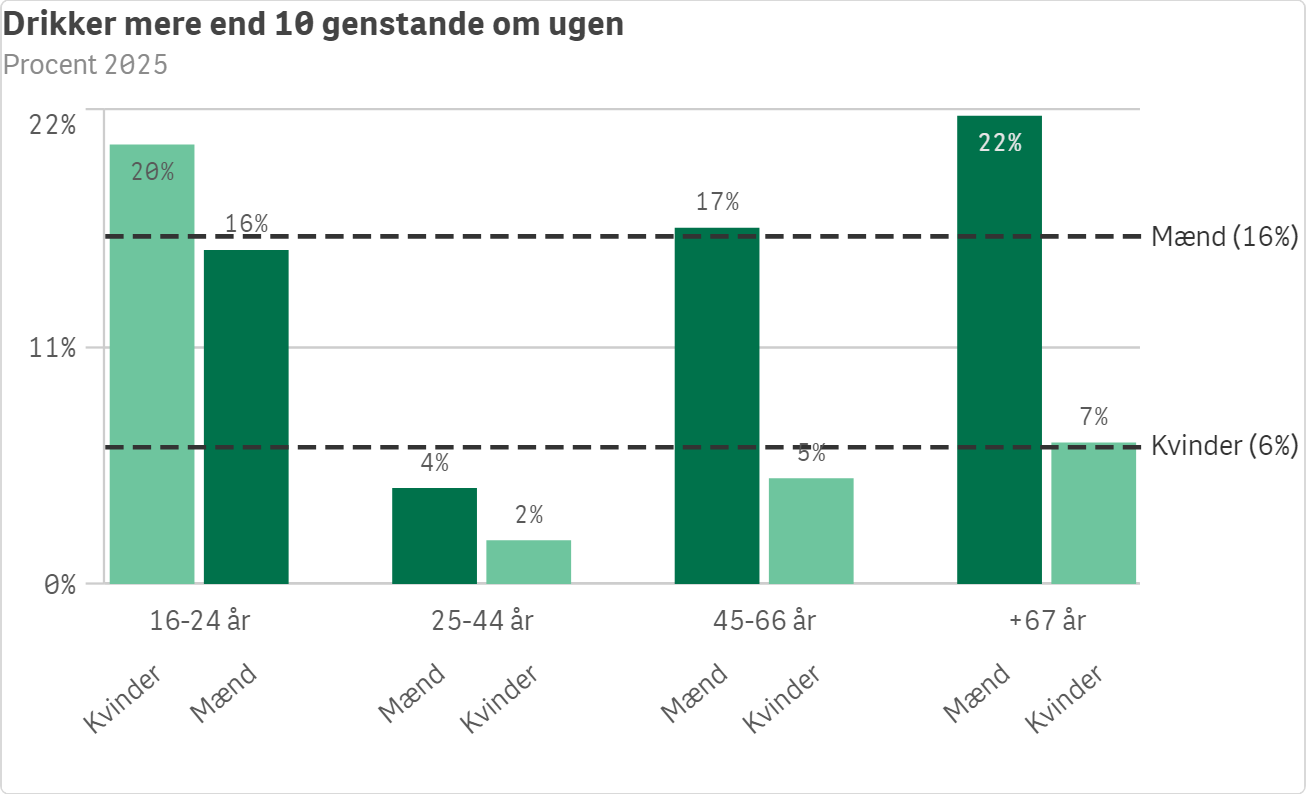 Drikker mere end 10 genstande om ugen
Procent 2025
22%
11%
0%
20%
16%
4%
2%
17%
5%
22%
7%
Mænd (16%)
Kvinder (6%)
16-24 år
25-44 år
45-66 år
+67 år
Kvinder
Mænd
Mænd
Kvinder
Mænd
Kvinder
Mænd
Kvinder